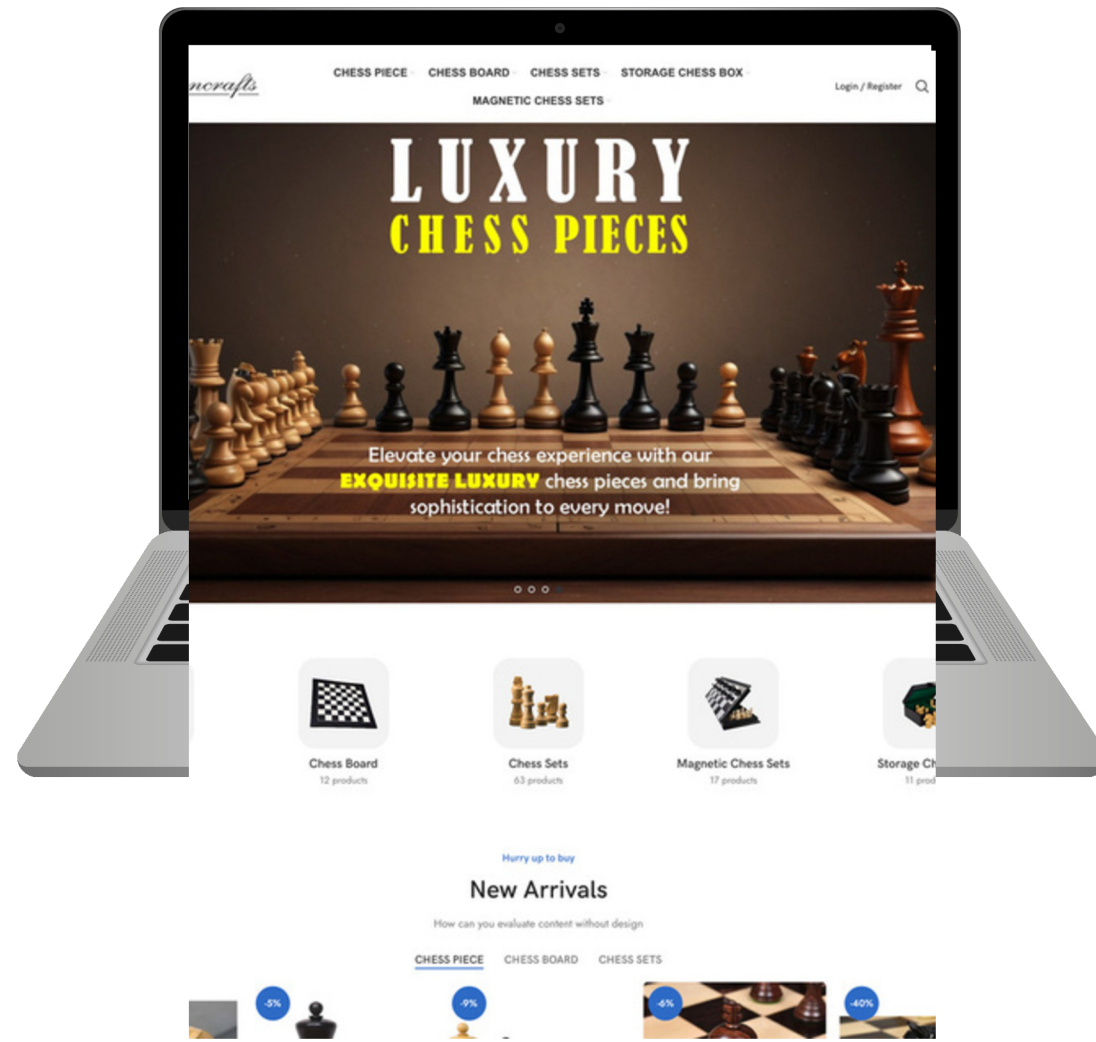 ncrafts
CHESS PIECE CHESS BOARD CHESS SETS STORAGE CHESS BOX
MAGNETIC CHESS SETS
Login / Register
LUXURY
CHESS PIECES
Elevate your chess experience with our
EXQUISITE LUXURY chess pieces and bring
sophistication to every move!
Chess Board
12 products
Chess Sets
63 products
Magnetic Chess Sets
17 products
Storage Ch
11 prod
Hurry up to buy
New Arrivals
How can you evaluate content without design
CHESS PIECE CHESS BOARD CHESS SETS
-5% -9% -6% -40%